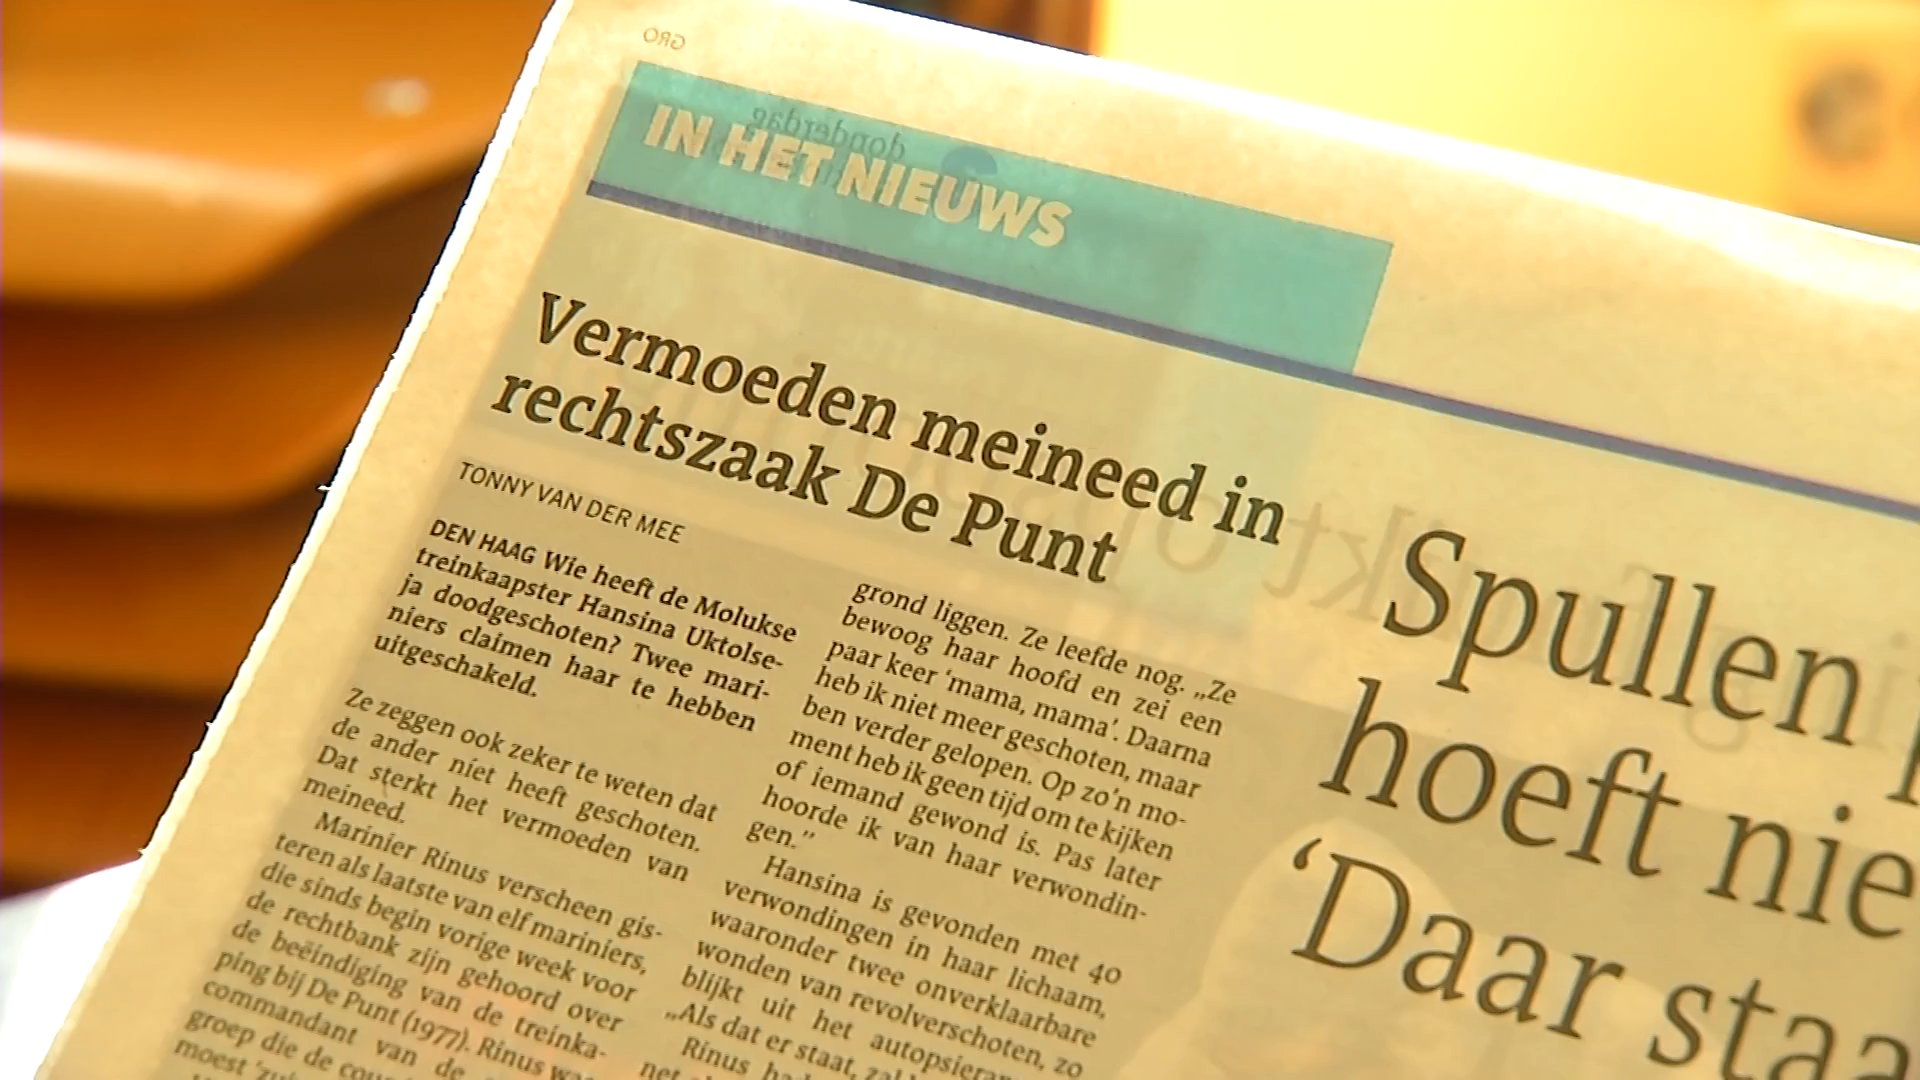 IN HET NIEUWS
Vermoeden meineed in
rechtszaak De Punt
TONNY VAN DER MEE
DEN HAAG Wie heeft de Molukse
treinkaapster Hansina Uktolse-
ja doodgeschoten? Twee mari-
niers claimen haar te hebben
uitgeschakeld.
Ze zeggen ook zeker te weten dat
de ander niet heeft geschoten.
Dat sterkt het vermoeden van
meineed.
Marinier Rinus verscheen gis-
teren als laatste van elf mariniers,
die sinds begin vorige week voor
de rechtbank zijn gehoord over
de beëindiging van de treinka-
ping bij De Punt (1977). Rinus was
commandant van de
groep die de
moest
grond liggen. Ze leefde nog. „Ze
bewoog haar hoofd en zei een
paar keer ‘mama, mama’. Daarna
heb ik niet meer geschoten, maar
ben verder gelopen. Op zo’n mo-
ment heb ik geen tijd om te kijken
of iemand gewond is. Pas later
hoorde ik van haar verwondin-
gen.”
Hansina is gevonden met 40
verwondingen in haar lichaam,
waaronder twee onverklaarbare
wonden van revolverschoten, zo
blijkt uit het
„Als dat er staat,
Rinus
Spullen
hoeft nie
‘Daar staa
GRO
donderdag